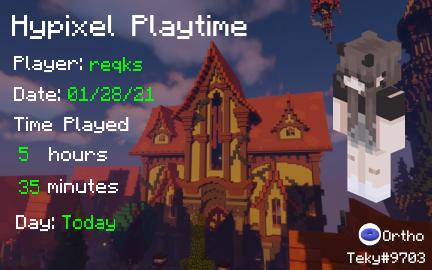 Hypixel Playtime
Player: reqks
Date: 01/28/21
Time Played
5 hours
35 minutes
Day: Today
Ortho
Teky#9703